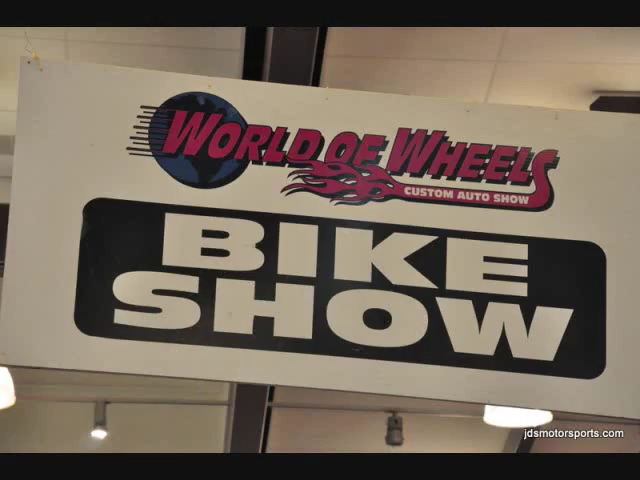 WORLD OF WHEELS
CUSTOM AUTO SHOW
BIKE
SHOW
jdsmotorsports.com